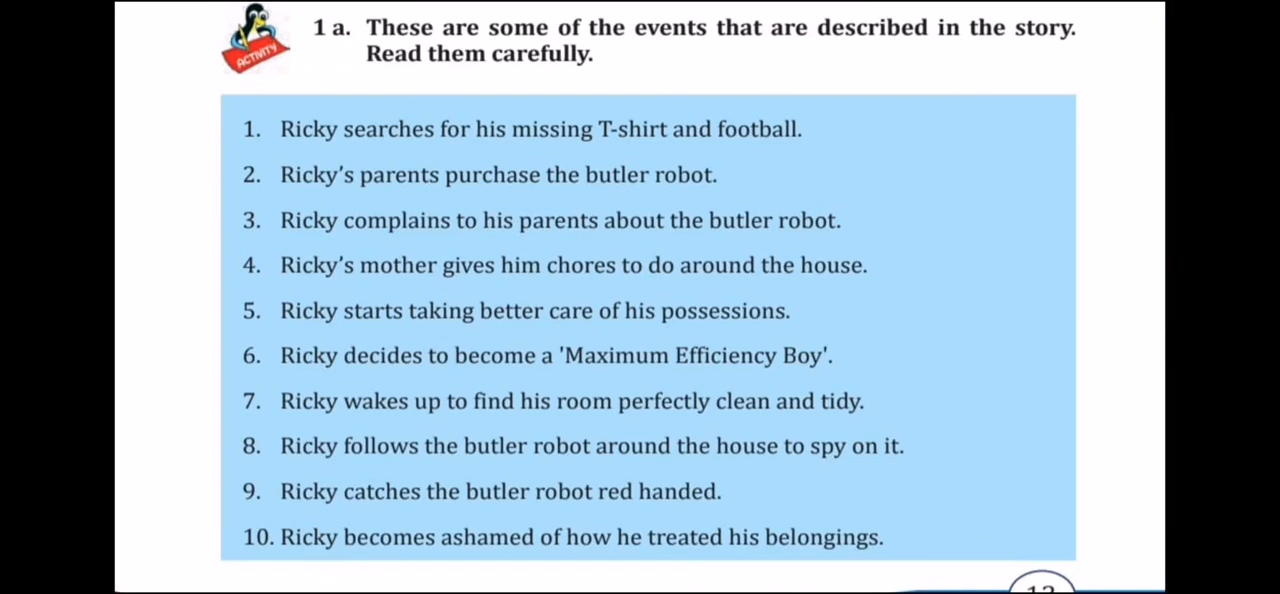 ACTIVITY
1 a. These are some of the events that are described in the story.
Read them carefully.
1. Ricky searches for his missing T-shirt and football.
2. Ricky's parents purchase the butler robot.
3. Ricky complains to his parents about the butler robot.
4. Ricky's mother gives him chores to do around the house.
5. Ricky starts taking better care of his possessions.
6. Ricky decides to become a 'Maximum Efficiency Boy'.
7. Ricky wakes up to find his room perfectly clean and tidy.
8. Ricky follows the butler robot around the house to spy on it.
9. Ricky catches the butler robot red handed.
10. Ricky becomes ashamed of how he treated his belongings.